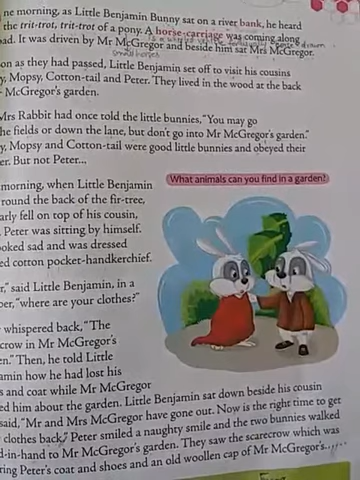 ne morning, as Little Benjamin Bunny sat on a river bank, he heard
the trit-trot, trit-trot of a pony. A horse-carriage was coming along
ad. It was driven by Mr McGregor and beside him sat Mrs McGregor.
on as they had passed, Little Benjamin set off to visit his cousins
y, Mopsy, Cotton-tail and Peter. They lived in the wood at the back
McGregor's garden.
Mrs Rabbit had once told the little bunnies, "You may go
he fields or down the lane, but don't go into Mr McGregor's garden."
y, Mopsy and Cotton-tail were good little bunnies and obeyed their
er. But not Peter...
morning, when Little Benjamin
round the back of the fir-tree,
arly fell on top of his cousin,
Peter was sitting by himself.
ooked sad and was dressed
ed cotton pocket-handkerchief.
What animals can you find in a garden?
r," said Little Benjamin, in a
per, "where are your clothes?"
whispered back, "The
crow in Mr McGregor's
en." Then, he told Little
amin how he had lost his
s and coat while Mr McGregor
ed him about the garden. Little Benjamin sat down beside his cousin
said, "Mr and Mrs McGregor have gone out. Now is the right time to get
clothes back." Peter smiled a naughty smile and the two bunnies walked
d-in-hand to Mr McGregor's garden. They saw the scarecrow which was
ring Peter's coat and shoes and an old woollen cap of Mr McGregor's.....